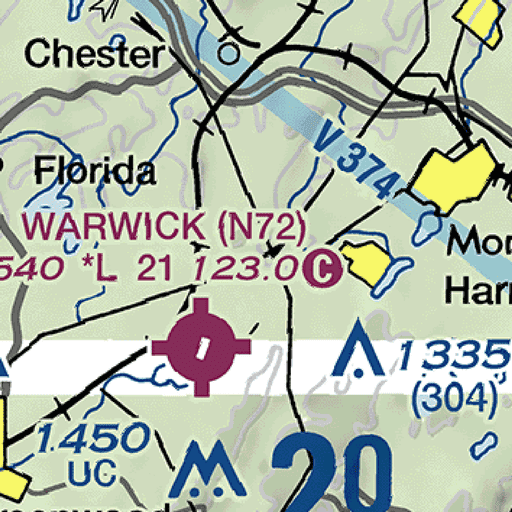 Chester
V 374
Florida
WARWICK (N72)
540 *L 21 123.0 C
Mon
Harr
1335
(304)
1450
UC
20